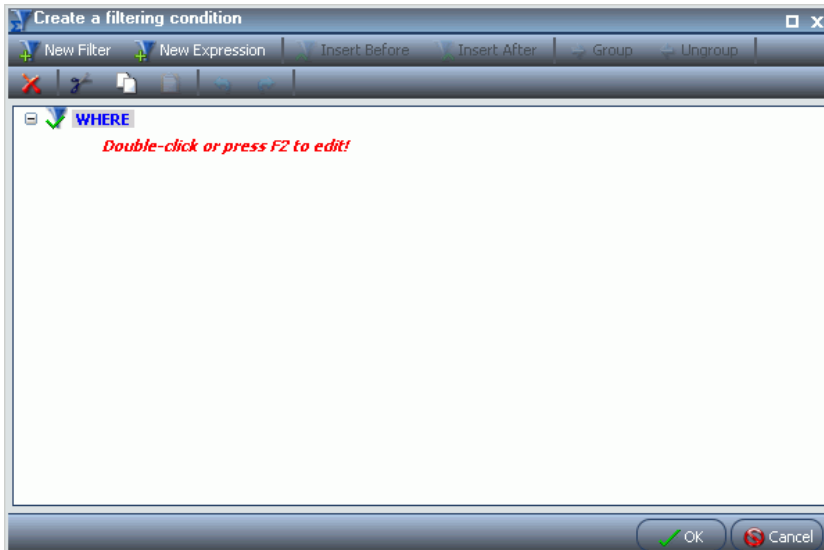 Create a filtering condition
New Filter New Expression Insert Before Insert After Group Ungroup
WHERE
Double-click or press F2 to edit!
OK Cancel